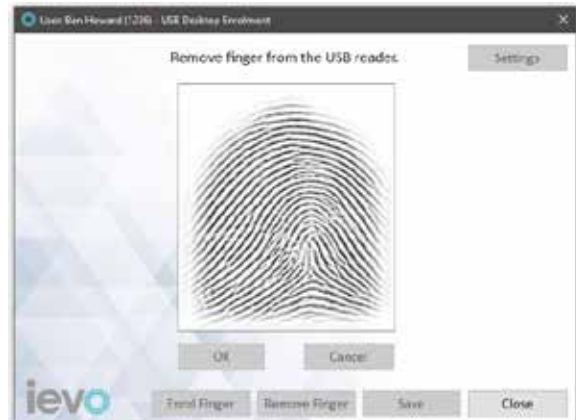 User: Ben Howard (1236) - USB Desktop Enrolment
Remove finger from the USB reader.
Settings
OK
Cancel
ievo
Enrol Finger
Remove Finger
Save
Close